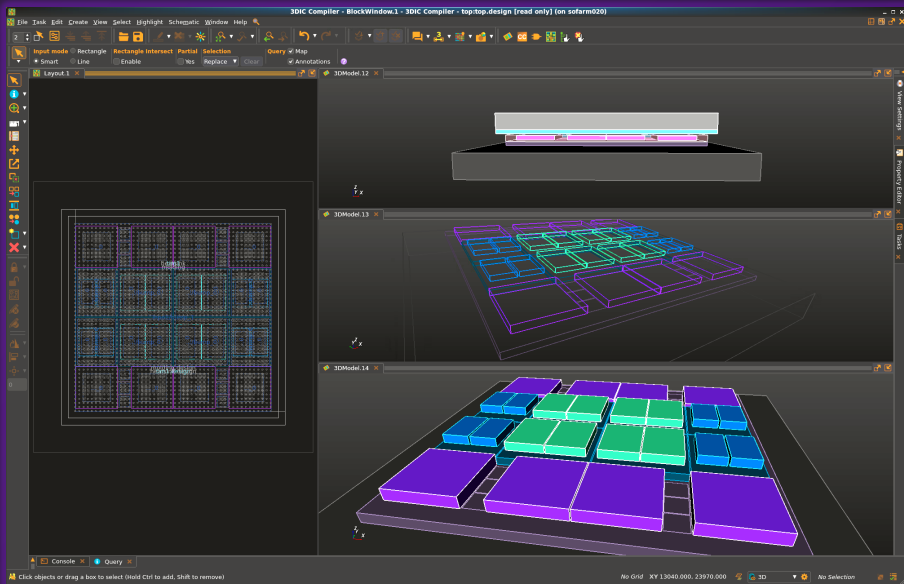 3DIC Compiler - BlockWindow.1 - 3DIC Compiler - top:top.design [read only] (on sofarm020)
File Task Edit Create View Select Highlight Schematic Window Help
2
Input mode Rectangle Rectangle Intersect Partial Selection Query Map
Smart Line Enable Yes Replace Clear Annotations
Layout.1
3DModel.12
View Settings
Property Editor
Tasks
3DModel.13
3DModel.14
0
Console Query
Click objects or drag a box to select (Hold Ctrl to add, Shift to remove) No Grid XY 13040.000, 23970.000 3D No Selection